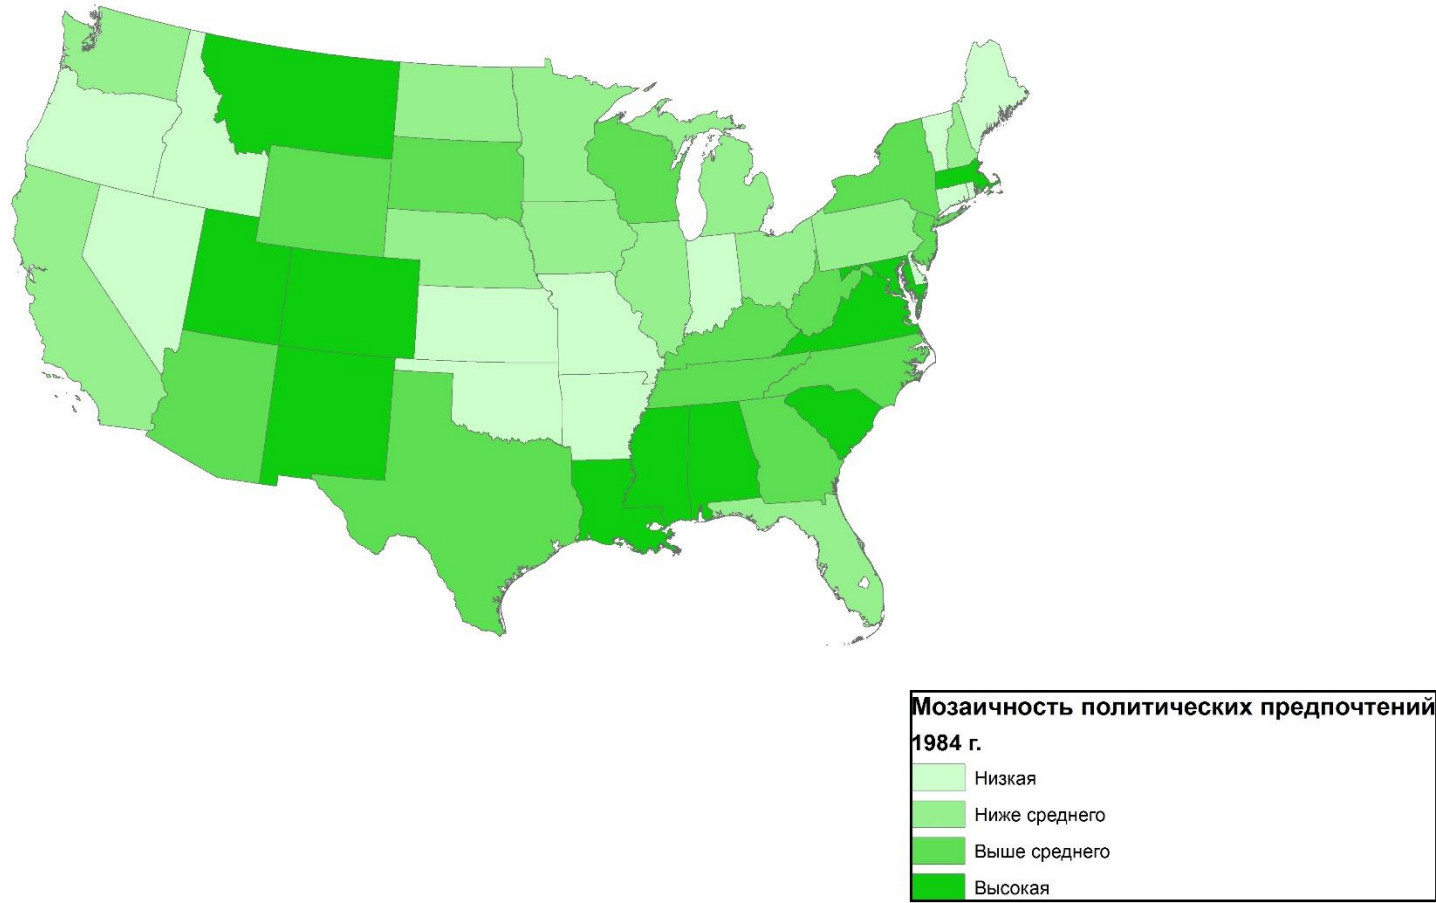 Мозаичность политических предпочтений
1984 г.
Низкая
Ниже среднего
Выше среднего
Высокая